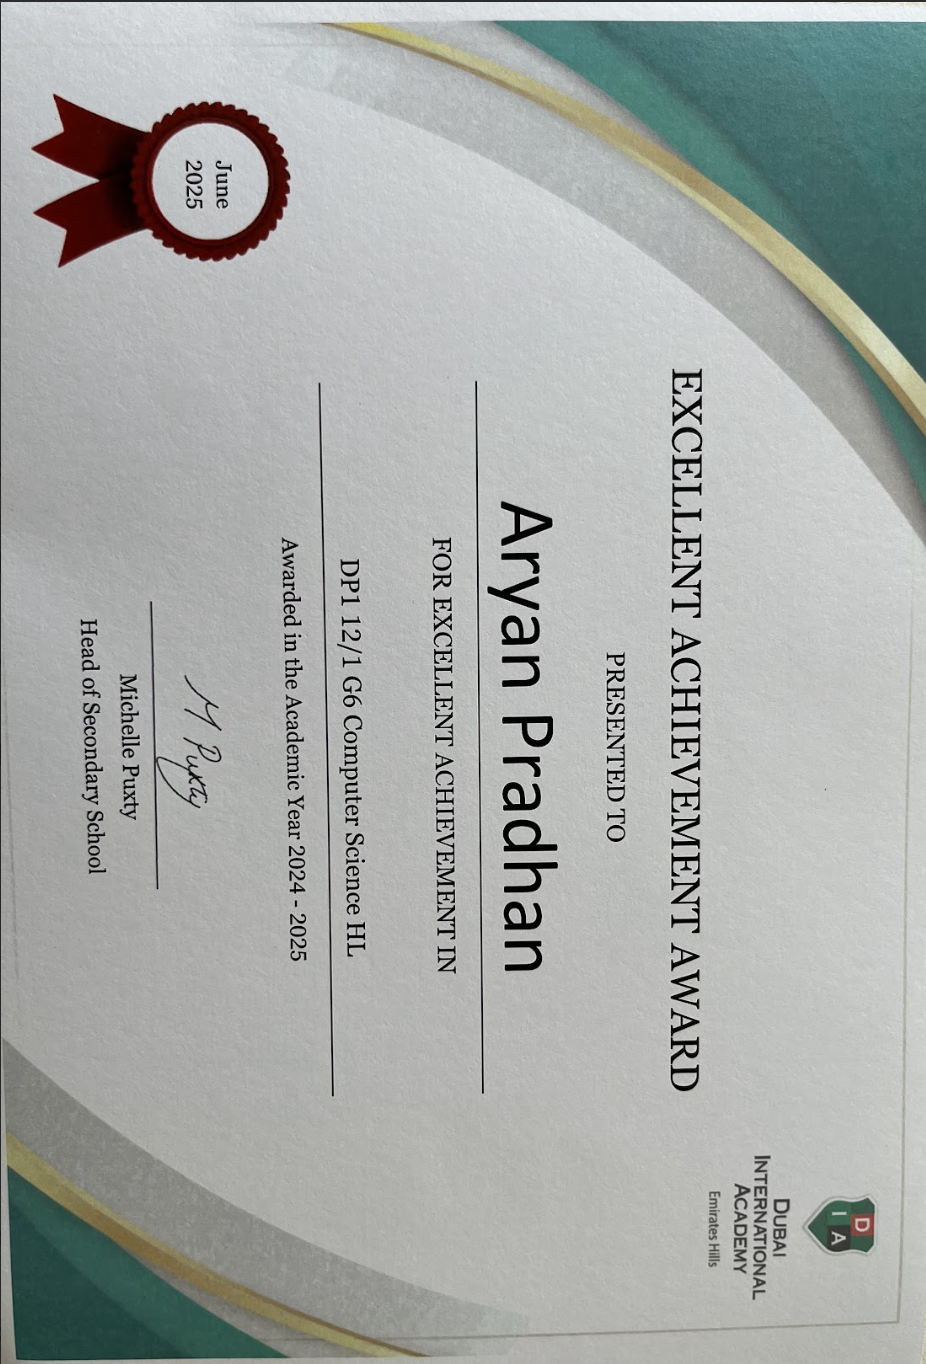 DIA
DUBAI
INTERNATIONAL
ACADEMY
Emirates Hills
EXCELLENT ACHIEVEMENT AWARD
PRESENTED TO
Aryan Pradhan
FOR EXCELLENT ACHIEVEMENT IN
DP1 12/1 G6 Computer Science HL
Awarded in the Academic Year 2024 - 2025
June
2025
M Puxty
Michelle Puxty
Head of Secondary School